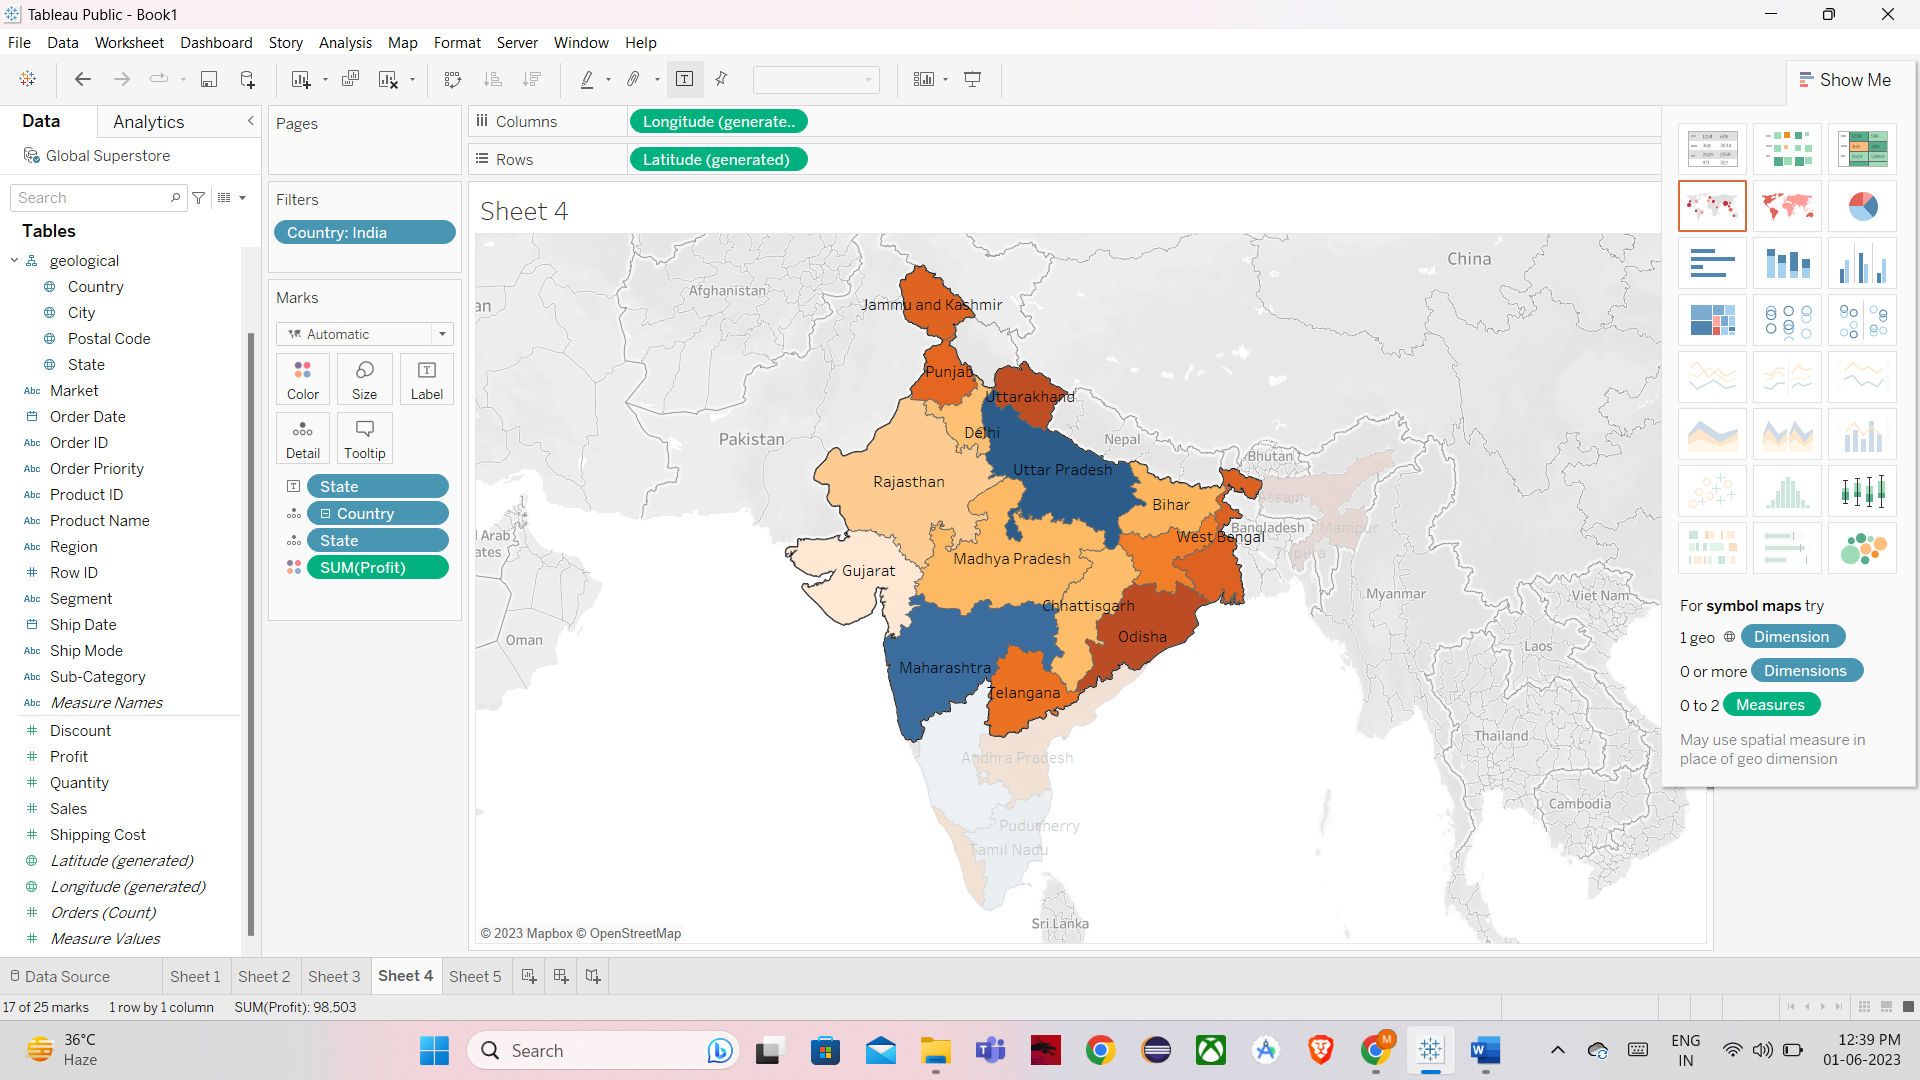 Tableau Public - Book1
File Data Worksheet Dashboard Story Analysis Map Format Server Window Help
Show Me
Data Analytics
Global Superstore
Search
Tables
geological
Country
City
Postal Code
State
Abc Market
Order Date
Abc Order ID
Abc Order Priority
Abc Product ID
Abc Product Name
Abc Region
# Row ID
Abc Segment
Ship Date
Abc Ship Mode
Abc Sub-Category
Abc Measure Names
# Discount
# Profit
# Quantity
# Sales
# Shipping Cost
Latitude (generated)
Longitude (generated)
# Orders (Count)
# Measure Values
Pages
Filters
Country: India
Marks
Automatic
Color Size Label
Detail Tooltip
State
Country
State
SUM(Profit)
Columns Longitude (generate..
Rows Latitude (generated)
Sheet 4
China
Afghanistan
Jammu and Kashmir
Punjab
Uttarakhand
Pakistan
Delhi
Nepal
Bhutan
Uttar Pradesh
Rajasthan
Assam
Bihar
Bangladesh
Manipur
West Bengal
Tripura
Arab
ates
Madhya Pradesh
Gujarat
Myanmar
Viet Nam
Chhattisgarh
Oman
Odisha
Laos
Maharashtra
Telangana
Thailand
Andhra Pradesh
Cambodia
Puducherry
Tamil Nadu
Sri Lanka
© 2023 Mapbox © OpenStreetMap
For symbol maps try
1 geo Dimension
0 or more Dimensions
0 to 2 Measures
May use spatial measure in
place of geo dimension
Data Source Sheet 1 Sheet 2 Sheet 3 Sheet 4 Sheet 5
17 of 25 marks 1 row by 1 column SUM(Profit): 98,503
36°C
Haze
Search
M
ENG
IN
12:39 PM
01-06-2023